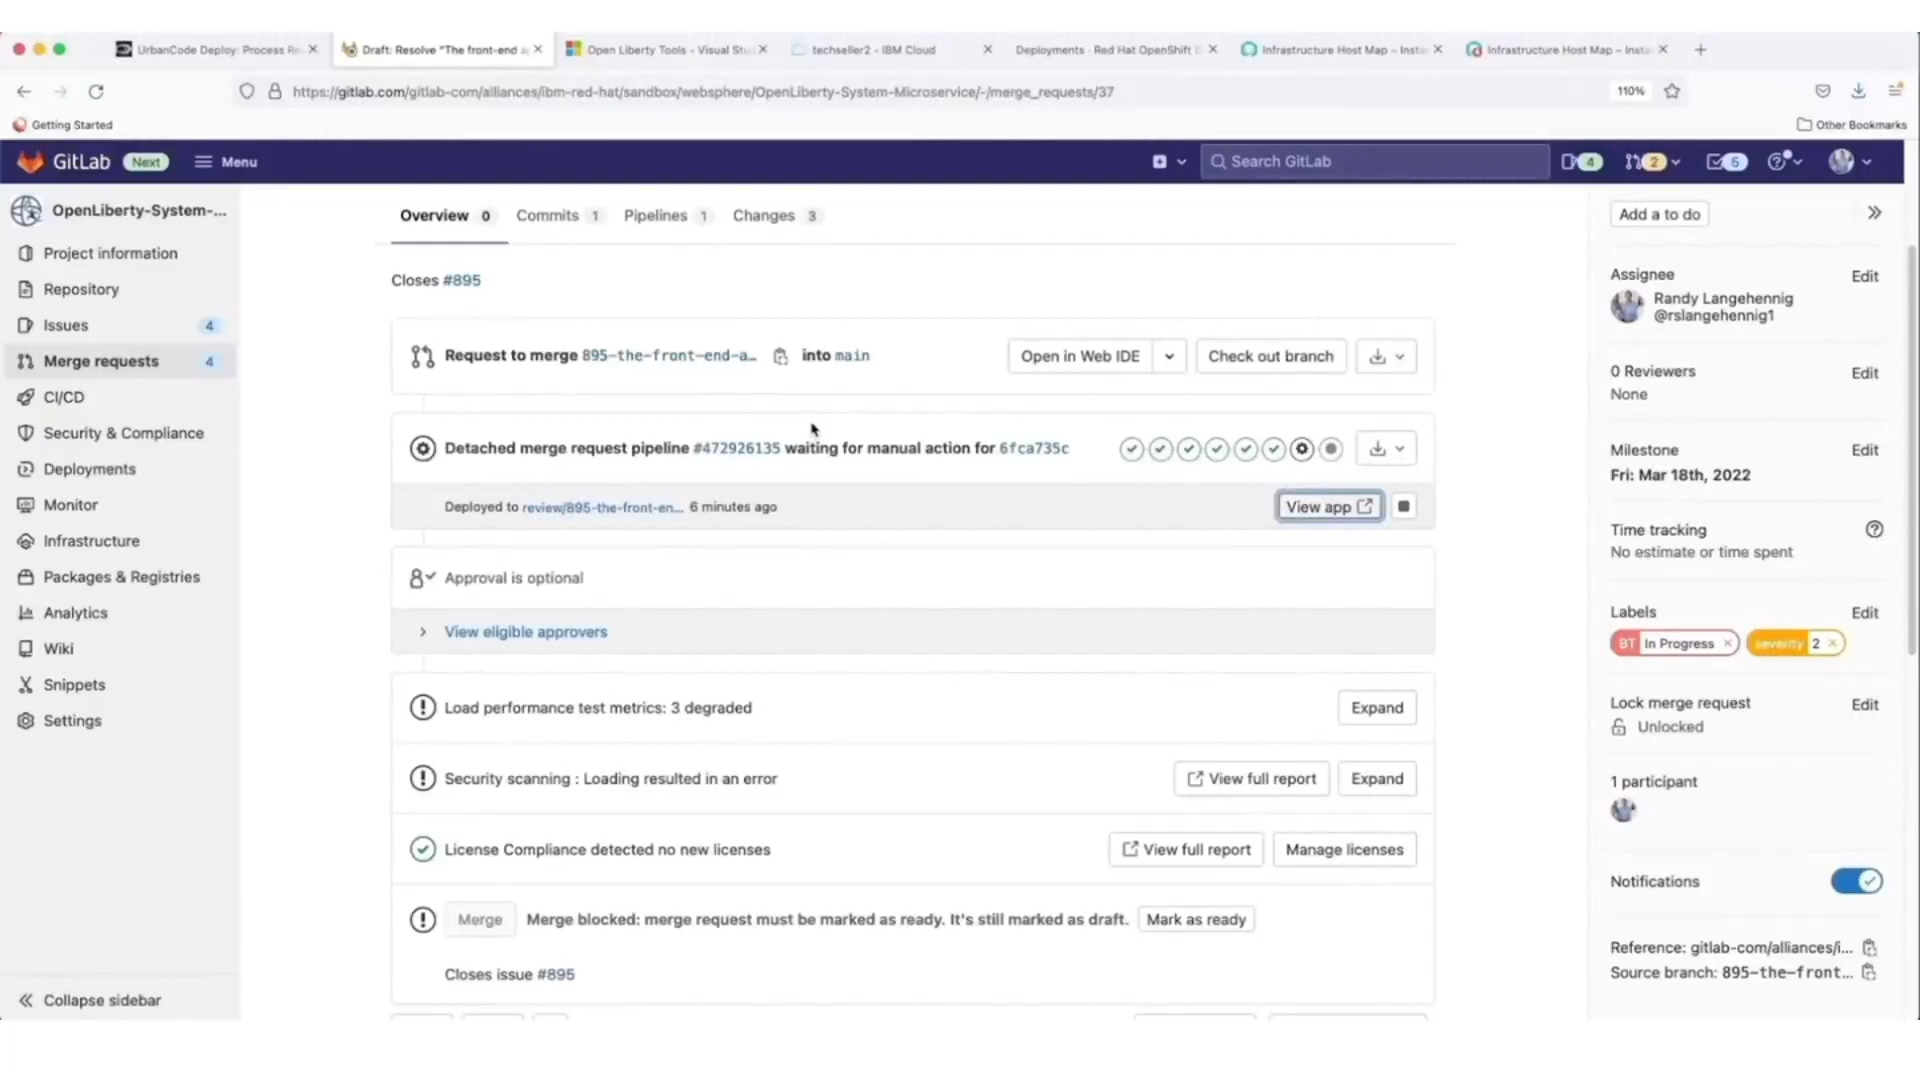 UrbanCode Deploy: Process Re
Draft: Resolve "The front-end a
Open Liberty Tools - Visual Stu
techseller2 - IBM Cloud
Deployments · Red Hat OpenShift
Infrastructure Host Map – Insta
Infrastructure Host Map – Insta
https://gitlab.com/gitlab-com/alliances/ibm-red-hat/sandbox/websphere/OpenLiberty-System-Microservice/-/merge_requests/37
110%
Getting Started
Other Bookmarks
GitLab Next Menu
Search GitLab
4
2
5
OpenLiberty-System-...
Project information
Repository
Issues 4
Merge requests 4
CI/CD
Security & Compliance
Deployments
Monitor
Infrastructure
Packages & Registries
Analytics
Wiki
Snippets
Settings
Collapse sidebar
Overview 0 Commits 1 Pipelines 1 Changes 3
Closes #895
Request to merge 895-the-front-end-a… into main
Open in Web IDE
Check out branch
Detached merge request pipeline #472926135 waiting for manual action for 6fca735c
Deployed to review/895-the-front-en... 6 minutes ago
View app
Approval is optional
View eligible approvers
Load performance test metrics: 3 degraded
Expand
Security scanning : Loading resulted in an error
View full report
Expand
License Compliance detected no new licenses
View full report
Manage licenses
Merge
Merge blocked: merge request must be marked as ready. It's still marked as draft.
Mark as ready
Closes issue #895
Add a to do
Assignee Edit
Randy Langehennig
@rslangehennig1
0 Reviewers Edit
None
Milestone Edit
Fri: Mar 18th, 2022
Time tracking
No estimate or time spent
Labels Edit
BT In Progress × severity 2 ×
Lock merge request Edit
Unlocked
1 participant
Notifications
Reference: gitlab-com/alliances/i...
Source branch: 895-the-front…